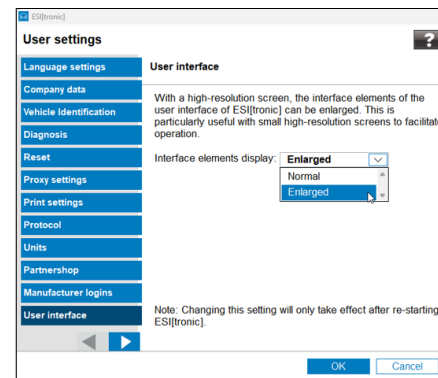 ESI[tronic]
User settings
?
Language settings
Company data
Vehicle Identification
Diagnosis
Reset
Proxy settings
Print settings
Protocol
Units
Partnershop
Manufacturer logins
User interface
User interface
With a high-resolution screen, the interface elements of the
user interface of ESI[tronic] can be enlarged. This is
particularly useful with small high-resolution screens to facilitate
operation.
Interface elements display: Enlarged
Normal
Enlarged
Note: Changing this setting will only take effect after re-starting
ESI[tronic].
OK Cancel